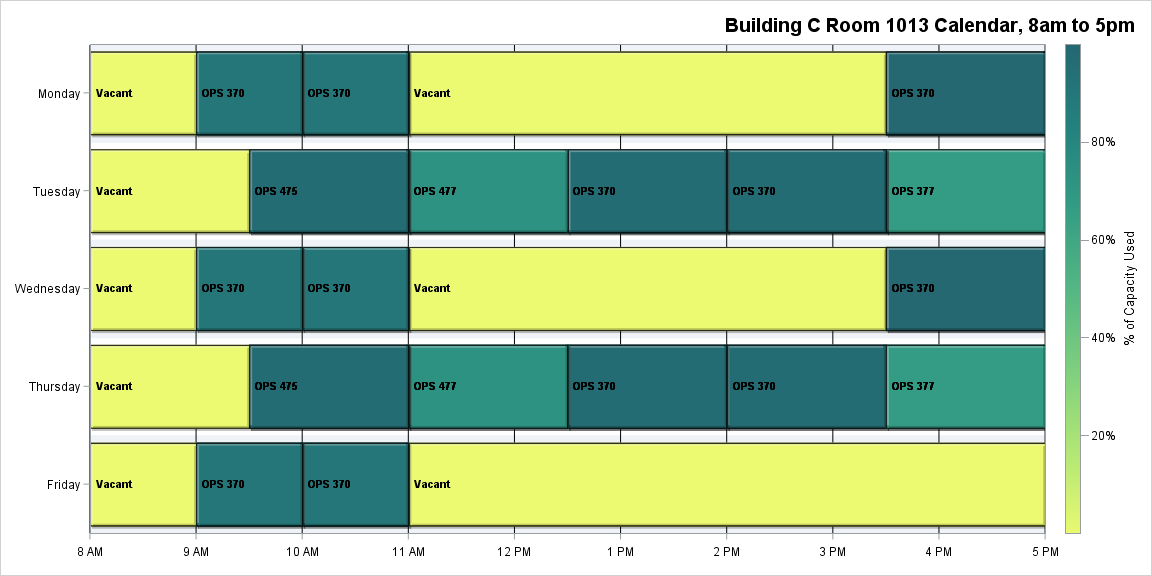 Building C Room 1013 Calendar, 8am to 5pm
Monday Vacant OPS 370 OPS 370 Vacant OPS 370
80%
Tuesday Vacant OPS 475 OPS 477 OPS 370 OPS 370 OPS 377
60%
Wednesday Vacant OPS 370 OPS 370 Vacant OPS 370
% of Capacity Used
40%
Thursday Vacant OPS 475 OPS 477 OPS 370 OPS 370 OPS 377
20%
Friday Vacant OPS 370 OPS 370 Vacant
8 AM 9 AM 10 AM 11 AM 12 PM 1 PM 2 PM 3 PM 4 PM 5 PM